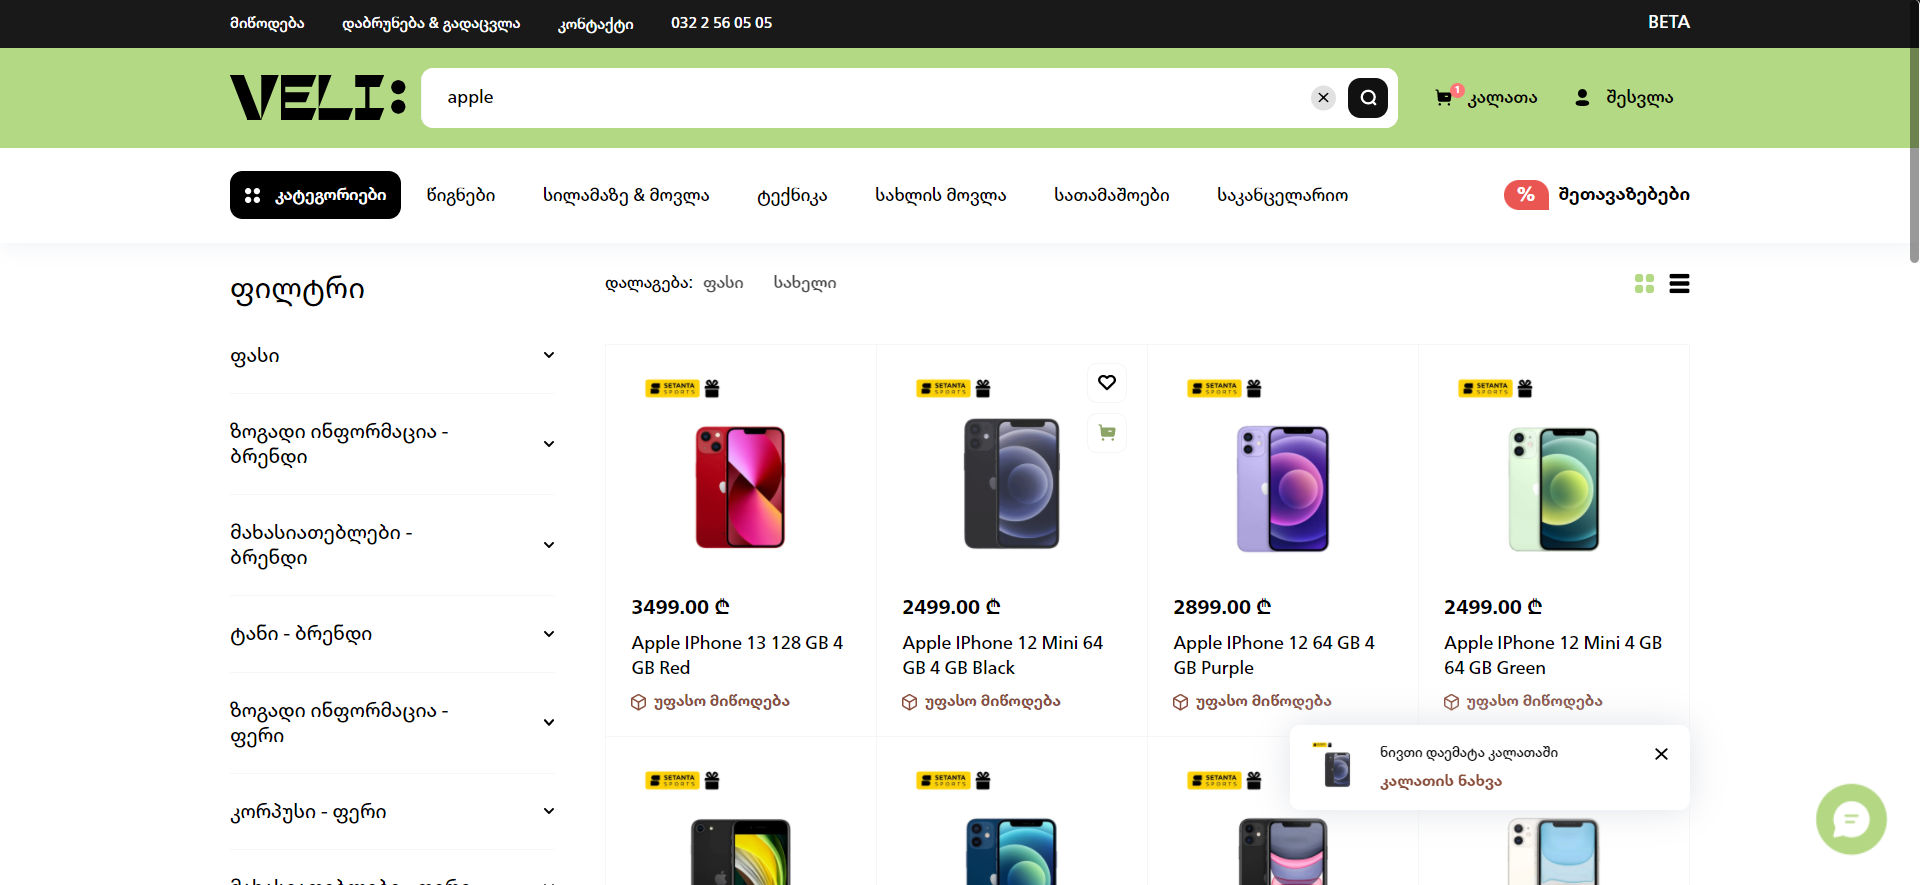 მიწოდება
დაბრუნება & გადაცვლა
კონტაქტი
032 2 56 05 05
BETA
VELI:
apple
1
კალათა
შესვლა
კატეგორიები
წიგნები
სილამაზე & მოვლა
ტექნიკა
სახლის მოვლა
სათამაშოები
საკანცელარიო
%
შეთავაზებები
ფილტრი
დალაგება: ფასი სახელი
ფასი
ზოგადი ინფორმაცია -
ბრენდი
მახასიათებლები -
ბრენდი
ტანი - ბრენდი
ზოგადი ინფორმაცია -
ფერი
კორპუსი - ფერი
მახასიათებლები - ფერი
SETANTA
SPORTS
3499.00 ₾
Apple IPhone 13 128 GB 4
GB Red
უფასო მიწოდება
SETANTA
SPORTS
2499.00 ₾
Apple IPhone 12 Mini 64
GB 4 GB Black
უფასო მიწოდება
SETANTA
SPORTS
2899.00 ₾
Apple IPhone 12 64 GB 4
GB Purple
უფასო მიწოდება
SETANTA
SPORTS
2499.00 ₾
Apple IPhone 12 Mini 4 GB
64 GB Green
უფასო მიწოდება
SETANTA
SPORTS
SETANTA
SPORTS
SETANTA
SPORTS
ნივთი დაემატა კალათაში
კალათის ნახვა